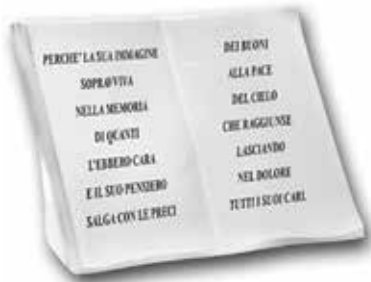 PERCHE' LA SUA IMMAGINE
SOPRAVVIVA
NELLA MEMORIA
DI QUANTI
L'EBBERO CARA
E IL SUO PENSIERO
SALGA CON LE PRECI
DEI BUONI
ALLA PACE
DEL CIELO
CHE RAGGIUNSE
LASCIANDO
NEL DOLORE
TUTTI I SUOI CARI.